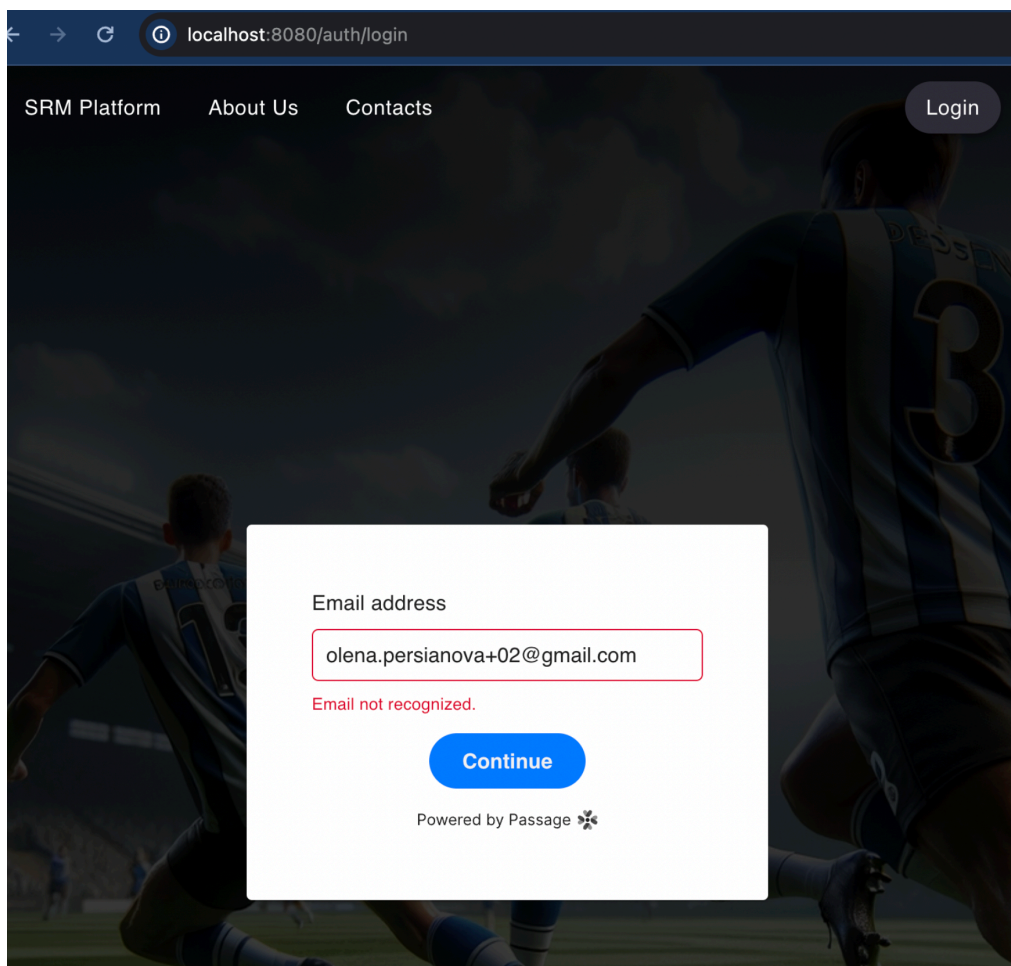 localhost:8080/auth/login
SRM Platform About Us Contacts Login
3
Email address
olena.persianova+02@gmail.com
Email not recognized.
Continue
Powered by Passage